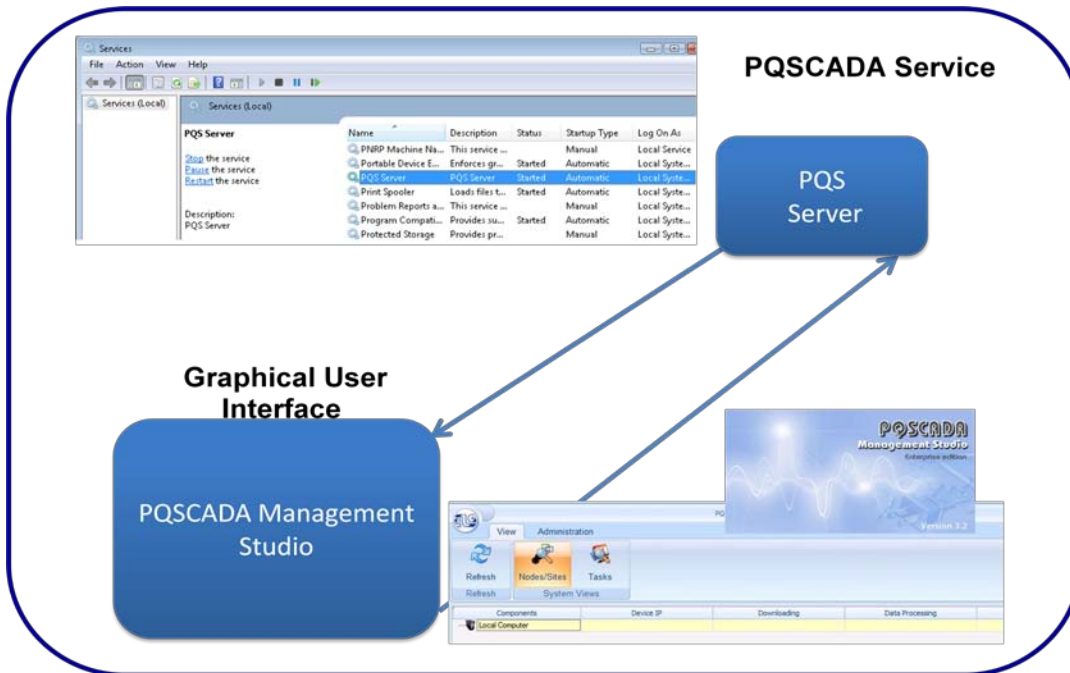 Services
File Action View Help
Services (Local)
Services (Local)
PQS Server
Stop the service
Pause the service
Restart the service
Description:
PQS Server
Name Description Status Startup Type Log On As
PNRP Machine Na... This service ... Manual Local Service
Portable Device E... Enforces gr... Started Automatic Local Syste...
PQS Server PQS Server Started Automatic Local Syste...
Print Spooler Loads files t... Started Automatic Local Syste...
Problem Reports a... This service ... Manual Local Syste...
Program Compati... Provides su... Started Automatic Local Syste...
Protected Storage Provides pr... Manual Local Syste...
PQSCADA Service
PQS
Server
Graphical User
Interface
PQSCADA Management
Studio
PQSCADA
Management Studio
Enterprise edition
Version 3.2
PQ
View Administration
Refresh Nodes/Sites Tasks
Refresh System Views
Components Device IP Downloading Data Processing
Local Computer